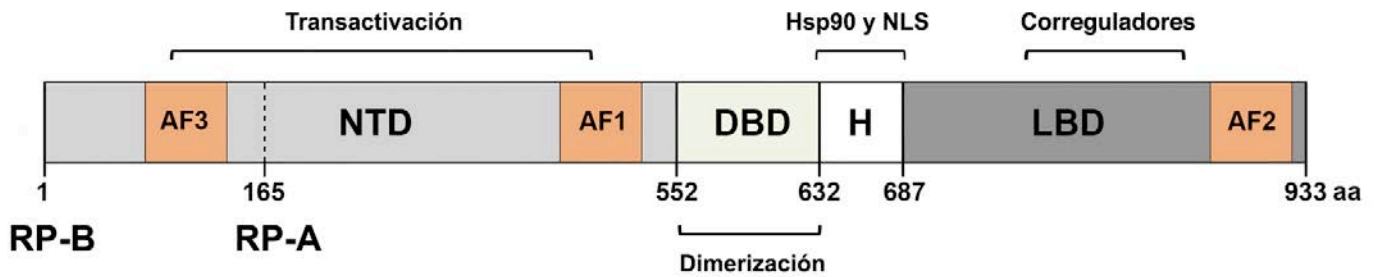 Transactivación
Hsp90 y NLS
Correguladores
AF3
NTD
AF1
DBD
H
LBD
AF2
1
165
552
632
687
933 aa
RP-B
RP-A
Dimerización